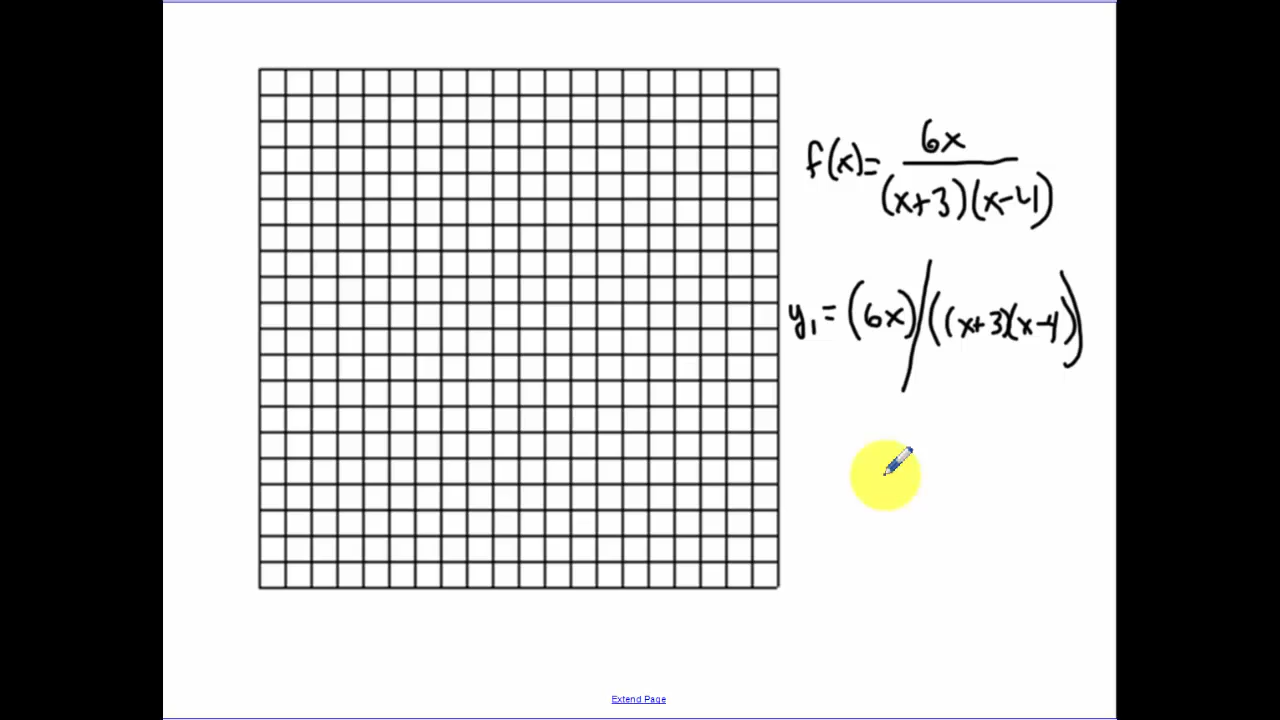 f(x)= 6x
(x+3)(x-4)
y₁ = (6x)/((x+3)(x-4))
Extend Page